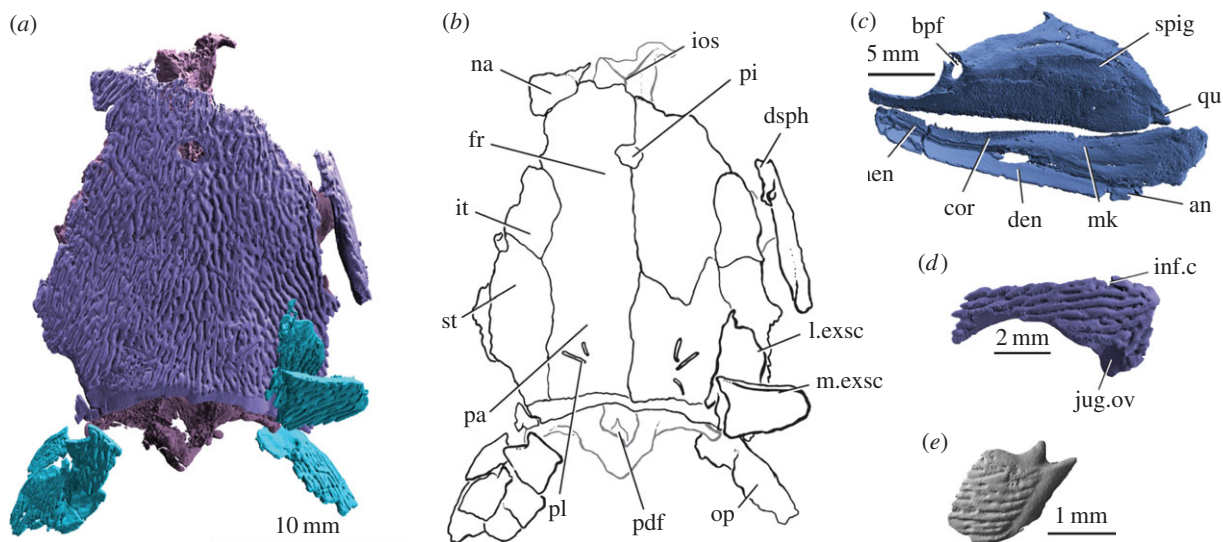 (a)
10 mm
(b)
ios
na
pi
dsph
fr
it
st
l.exsc
m.exsc
pa
pl
pdf
op
(c)
bpf
spig
5 mm
qu
cor
den
mk
an
(d)
inf.c
2 mm
jug.ov
(e)
1 mm